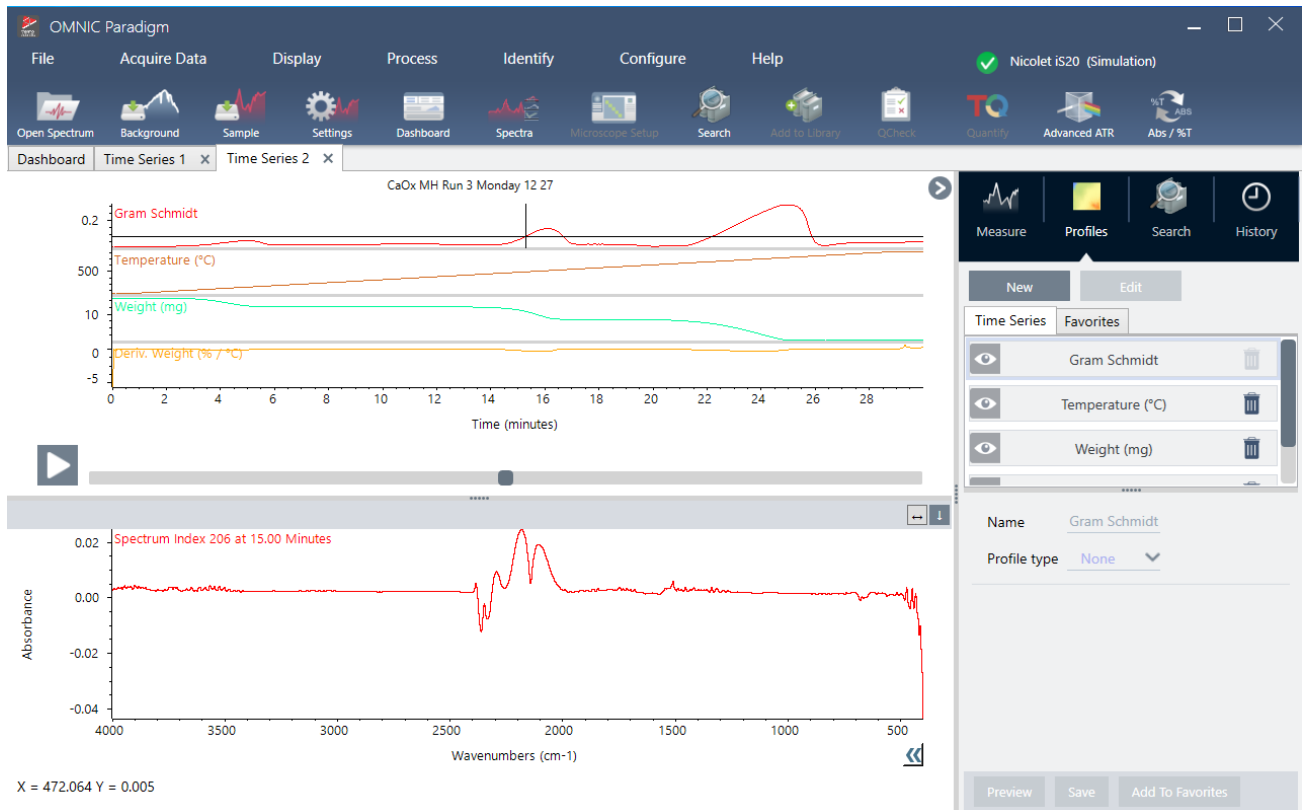 OMNIC Paradigm
File Acquire Data Display Process Identify Configure Help Nicolet iS20 (Simulation)
Open Spectrum Background Sample Settings Dashboard Spectra Microscope Setup Search Add to Library QCheck Quantify Advanced ATR Abs / %T
TQ %T ABS
Dashboard Time Series 1 Time Series 2
CaOx MH Run 3 Monday 12 27
Gram Schmidt
0.2
Temperature (°C)
500
Weight (mg)
10
Deriv. Weight (% / °C)
0
-5
0 2 4 6 8 10 12 14 16 18 20 22 24 26 28
Time (minutes)
Spectrum Index 206 at 15.00 Minutes
0.02
0.00
-0.02
-0.04
Absorbance
4000 3500 3000 2500 2000 1500 1000 500
Wavenumbers (cm-1)
X = 472.064 Y = 0.005
Measure Profiles Search History
New Edit
Time Series Favorites
Gram Schmidt
Temperature (°C)
Weight (mg)
Name Gram Schmidt
Profile type None
Preview Save Add To Favorites